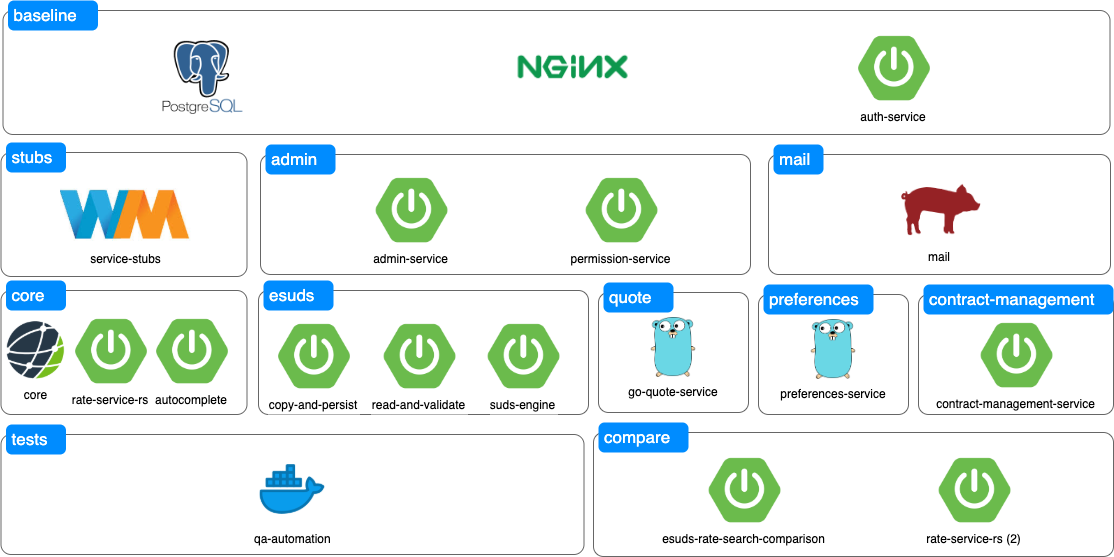 baseline
PostgreSQL
NGiNX
auth-service
stubs
admin
mail
WM
service-stubs
admin-service
permission-service
mail
core
esuds
quote
preferences
contract-management
core
rate-service-rs
autocomplete
copy-and-persist
read-and-validate
suds-engine
go-quote-service
preferences-service
contract-management-service
tests
compare
qa-automation
esuds-rate-search-comparison
rate-service-rs (2)